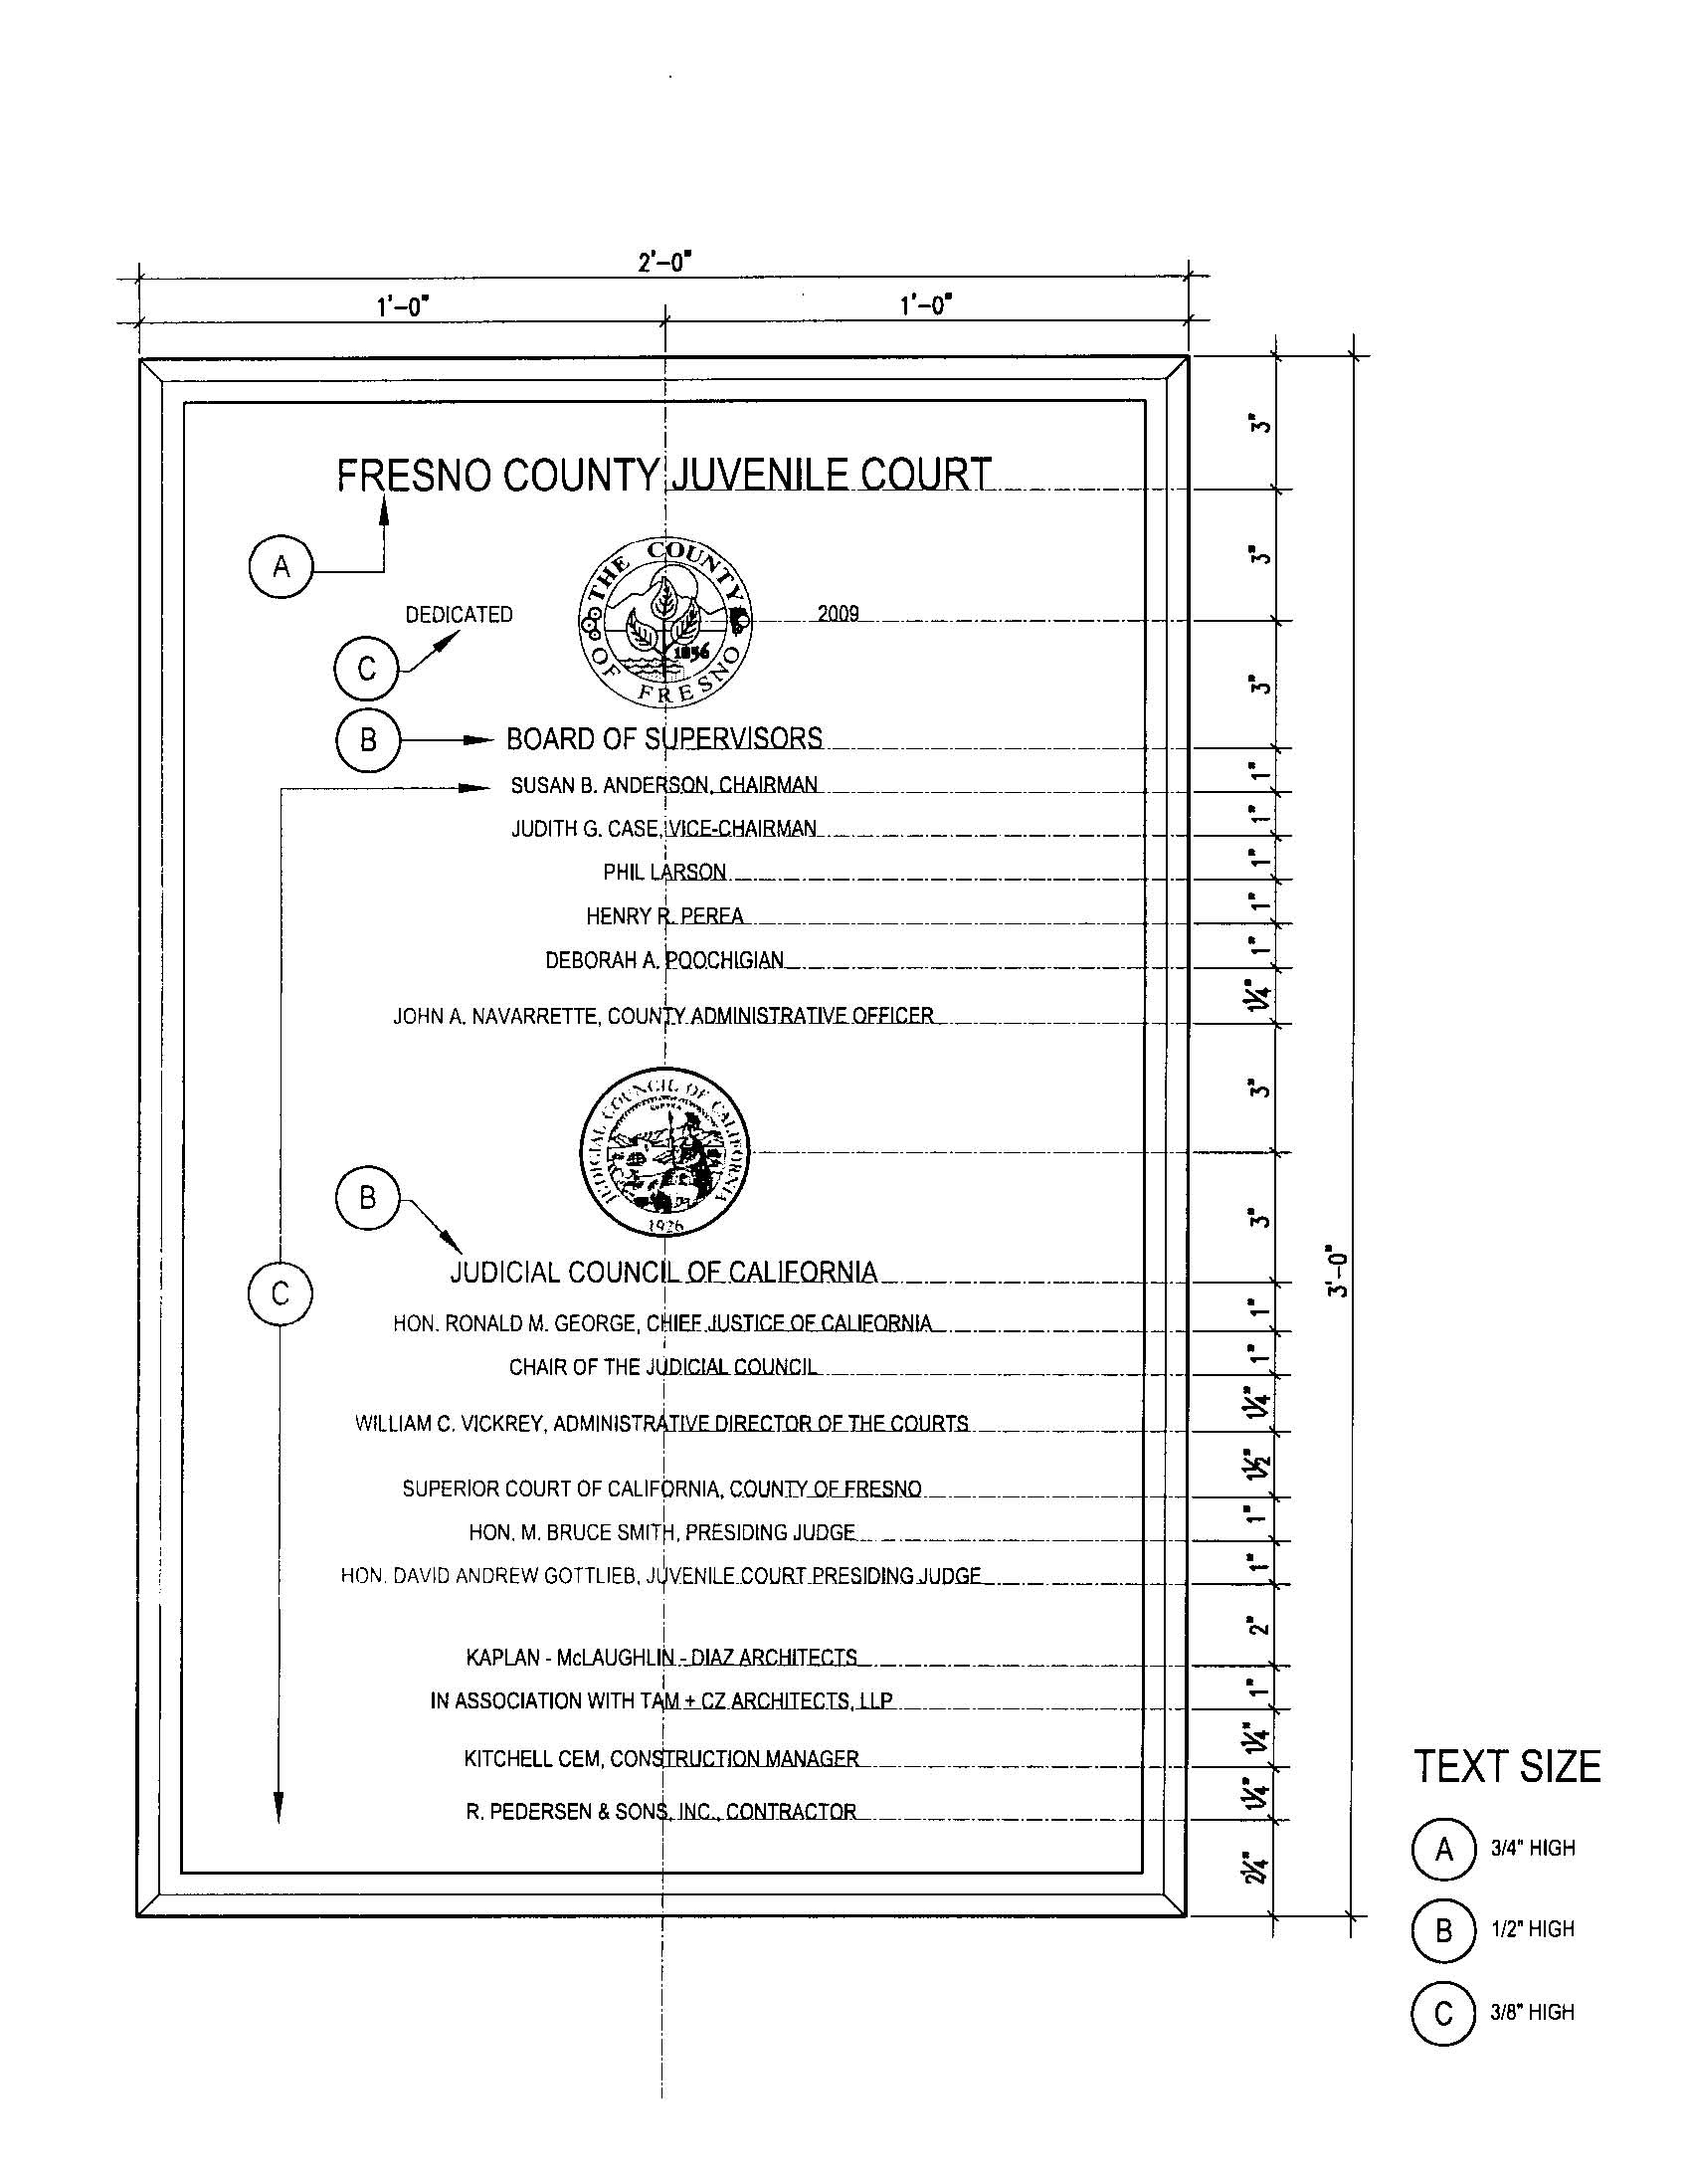 2'-0"
1'-0" 1'-0"
3"
FRESNO COUNTY JUVENILE COURT
A
THE COUNTY OF FRESNO
1856
3"
DEDICATED 2009
C
3"
B BOARD OF SUPERVISORS
SUSAN B. ANDERSON, CHAIRMAN 1"
JUDITH G. CASE, VICE-CHAIRMAN 1"
PHIL LARSON 1"
HENRY R. PEREA 1"
DEBORAH A. POOCHIGIAN 1"
JOHN A. NAVARRETTE, COUNTY ADMINISTRATIVE OFFICER 1¼"
3"
JUDICIAL COUNCIL OF CALIFORNIA
1926
B
3"
3'-0"
JUDICIAL COUNCIL OF CALIFORNIA
C
HON. RONALD M. GEORGE, CHIEF JUSTICE OF CALIFORNIA 1"
CHAIR OF THE JUDICIAL COUNCIL 1"
WILLIAM C. VICKREY, ADMINISTRATIVE DIRECTOR OF THE COURTS 1¼"
SUPERIOR COURT OF CALIFORNIA, COUNTY OF FRESNO 1½"
HON. M. BRUCE SMITH, PRESIDING JUDGE 1"
HON. DAVID ANDREW GOTTLIEB, JUVENILE COURT PRESIDING JUDGE 1"
KAPLAN - McLAUGHLIN - DIAZ ARCHITECTS 2"
IN ASSOCIATION WITH TAM + CZ ARCHITECTS, LLP 1"
KITCHELL CEM, CONSTRUCTION MANAGER 1¼"
R. PEDERSEN & SONS, INC., CONTRACTOR 1¼"
2¼"
TEXT SIZE
A 3/4" HIGH
B 1/2" HIGH
C 3/8" HIGH